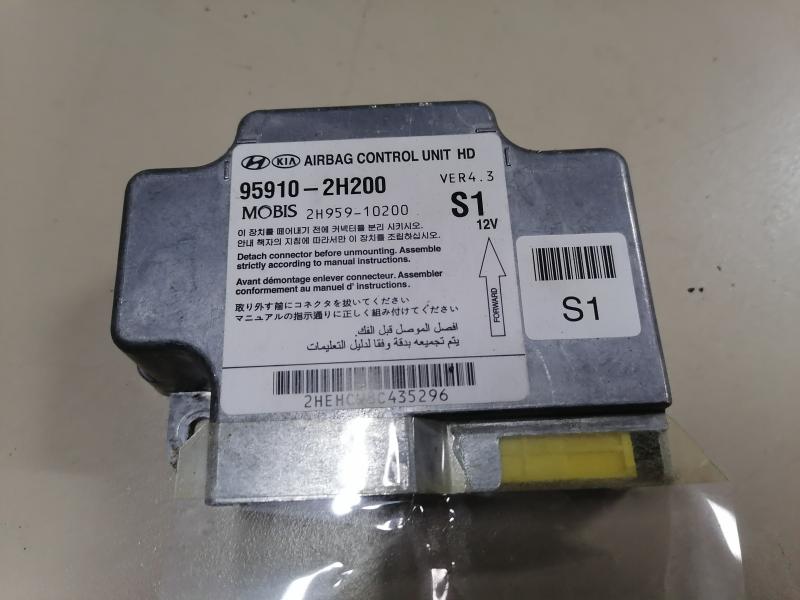 KIA AIRBAG CONTROL UNIT HD
95910-2H200 VER4.3
MOBIS 2H959-10200 S1
12V
이 장치를 떼어내기 전에 커넥터를 분리 시키시오.
안내 책자의 지침에 따라서만 이 장치를 조립하십시오.
Detach connector before unmounting. Assemble
strictly according to manual instructions.
Avant démontage enlever connecteur. Assembler
conformement au manuel d' instructions.
取り外す前にコネクタを抜いてください
マニュアルの指示通りに正しく組み付けてください
افصل الموصل قبل الفك.
يتم تجميعه بدقة وفقا لدليل التعليمات
FORWARD
S1